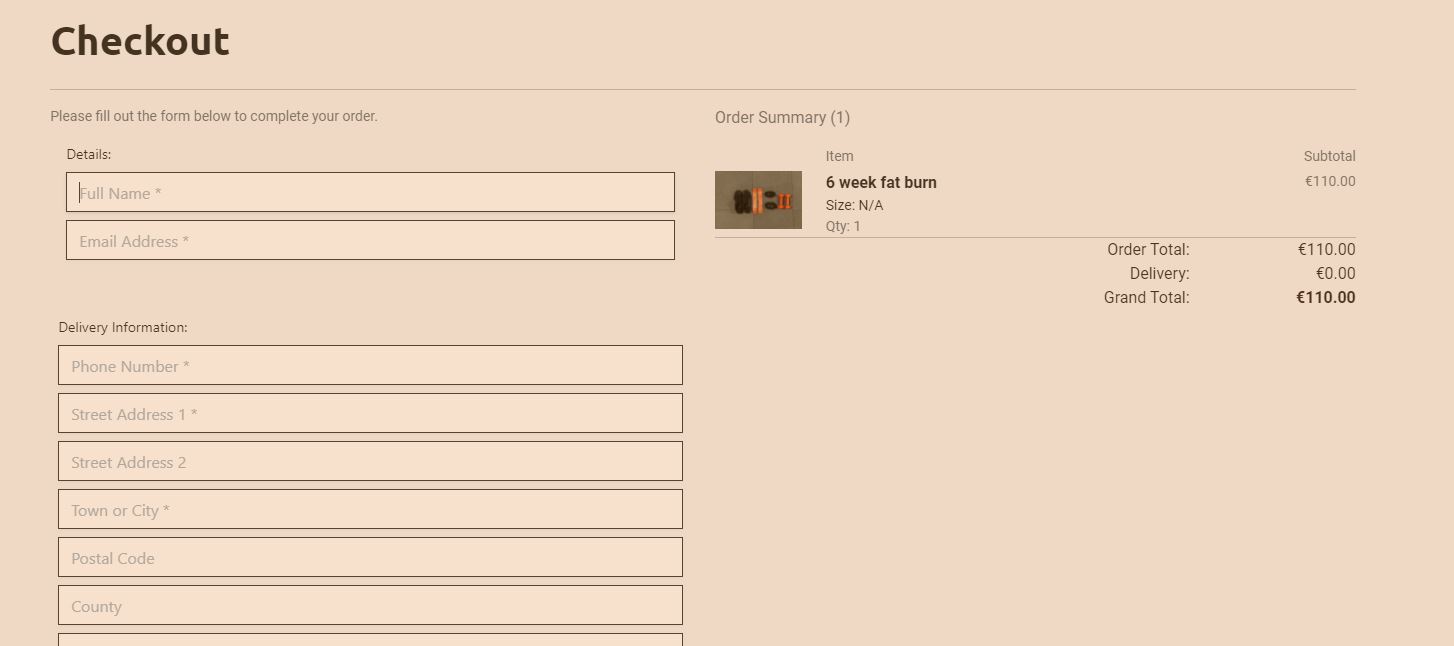 Checkout
Please fill out the form below to complete your order.
Details:
Full Name *
Email Address *
Delivery Information:
Phone Number *
Street Address 1 *
Street Address 2
Town or City *
Postal Code
County
Order Summary (1)
Item Subtotal
6 week fat burn €110.00
Size: N/A
Qty: 1
Order Total: €110.00
Delivery: €0.00
Grand Total: €110.00